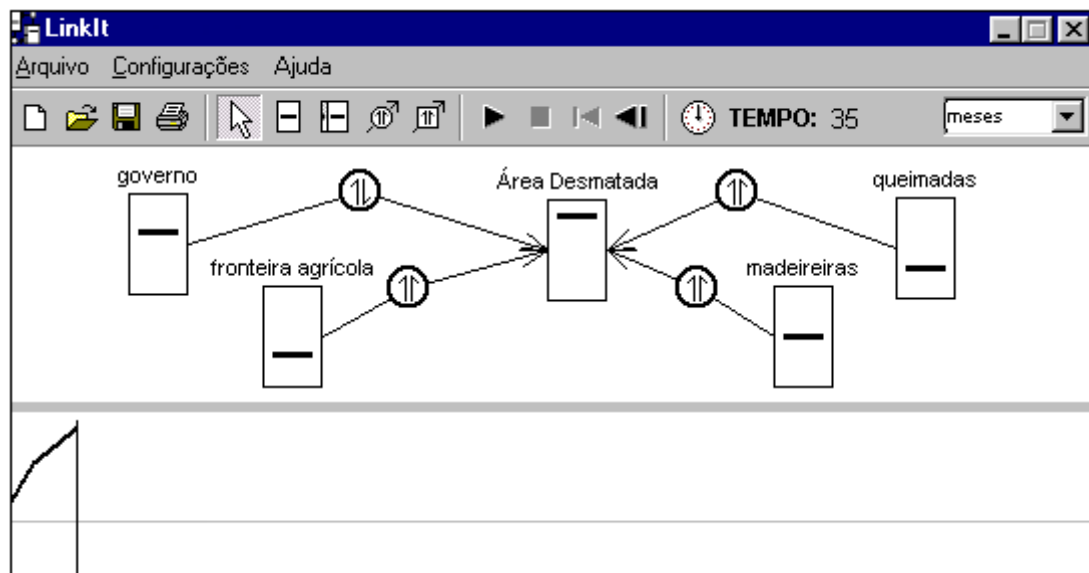 LinkIt
Arquivo Configurações Ajuda
TEMPO: 35 meses
governo Área Desmatada queimadas
fronteira agrícola madeireiras